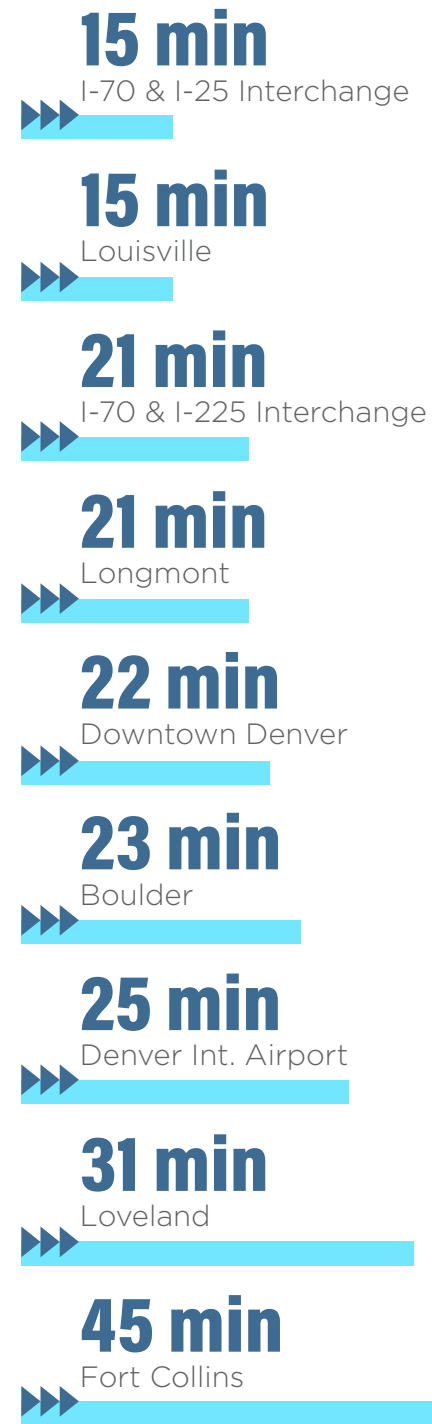 15 min
I-70 & I-25 Interchange
15 min
Louisville
21 min
I-70 & I-225 Interchange
21 min
Longmont
22 min
Downtown Denver
23 min
Boulder
25 min
Denver Int. Airport
31 min
Loveland
45 min
Fort Collins